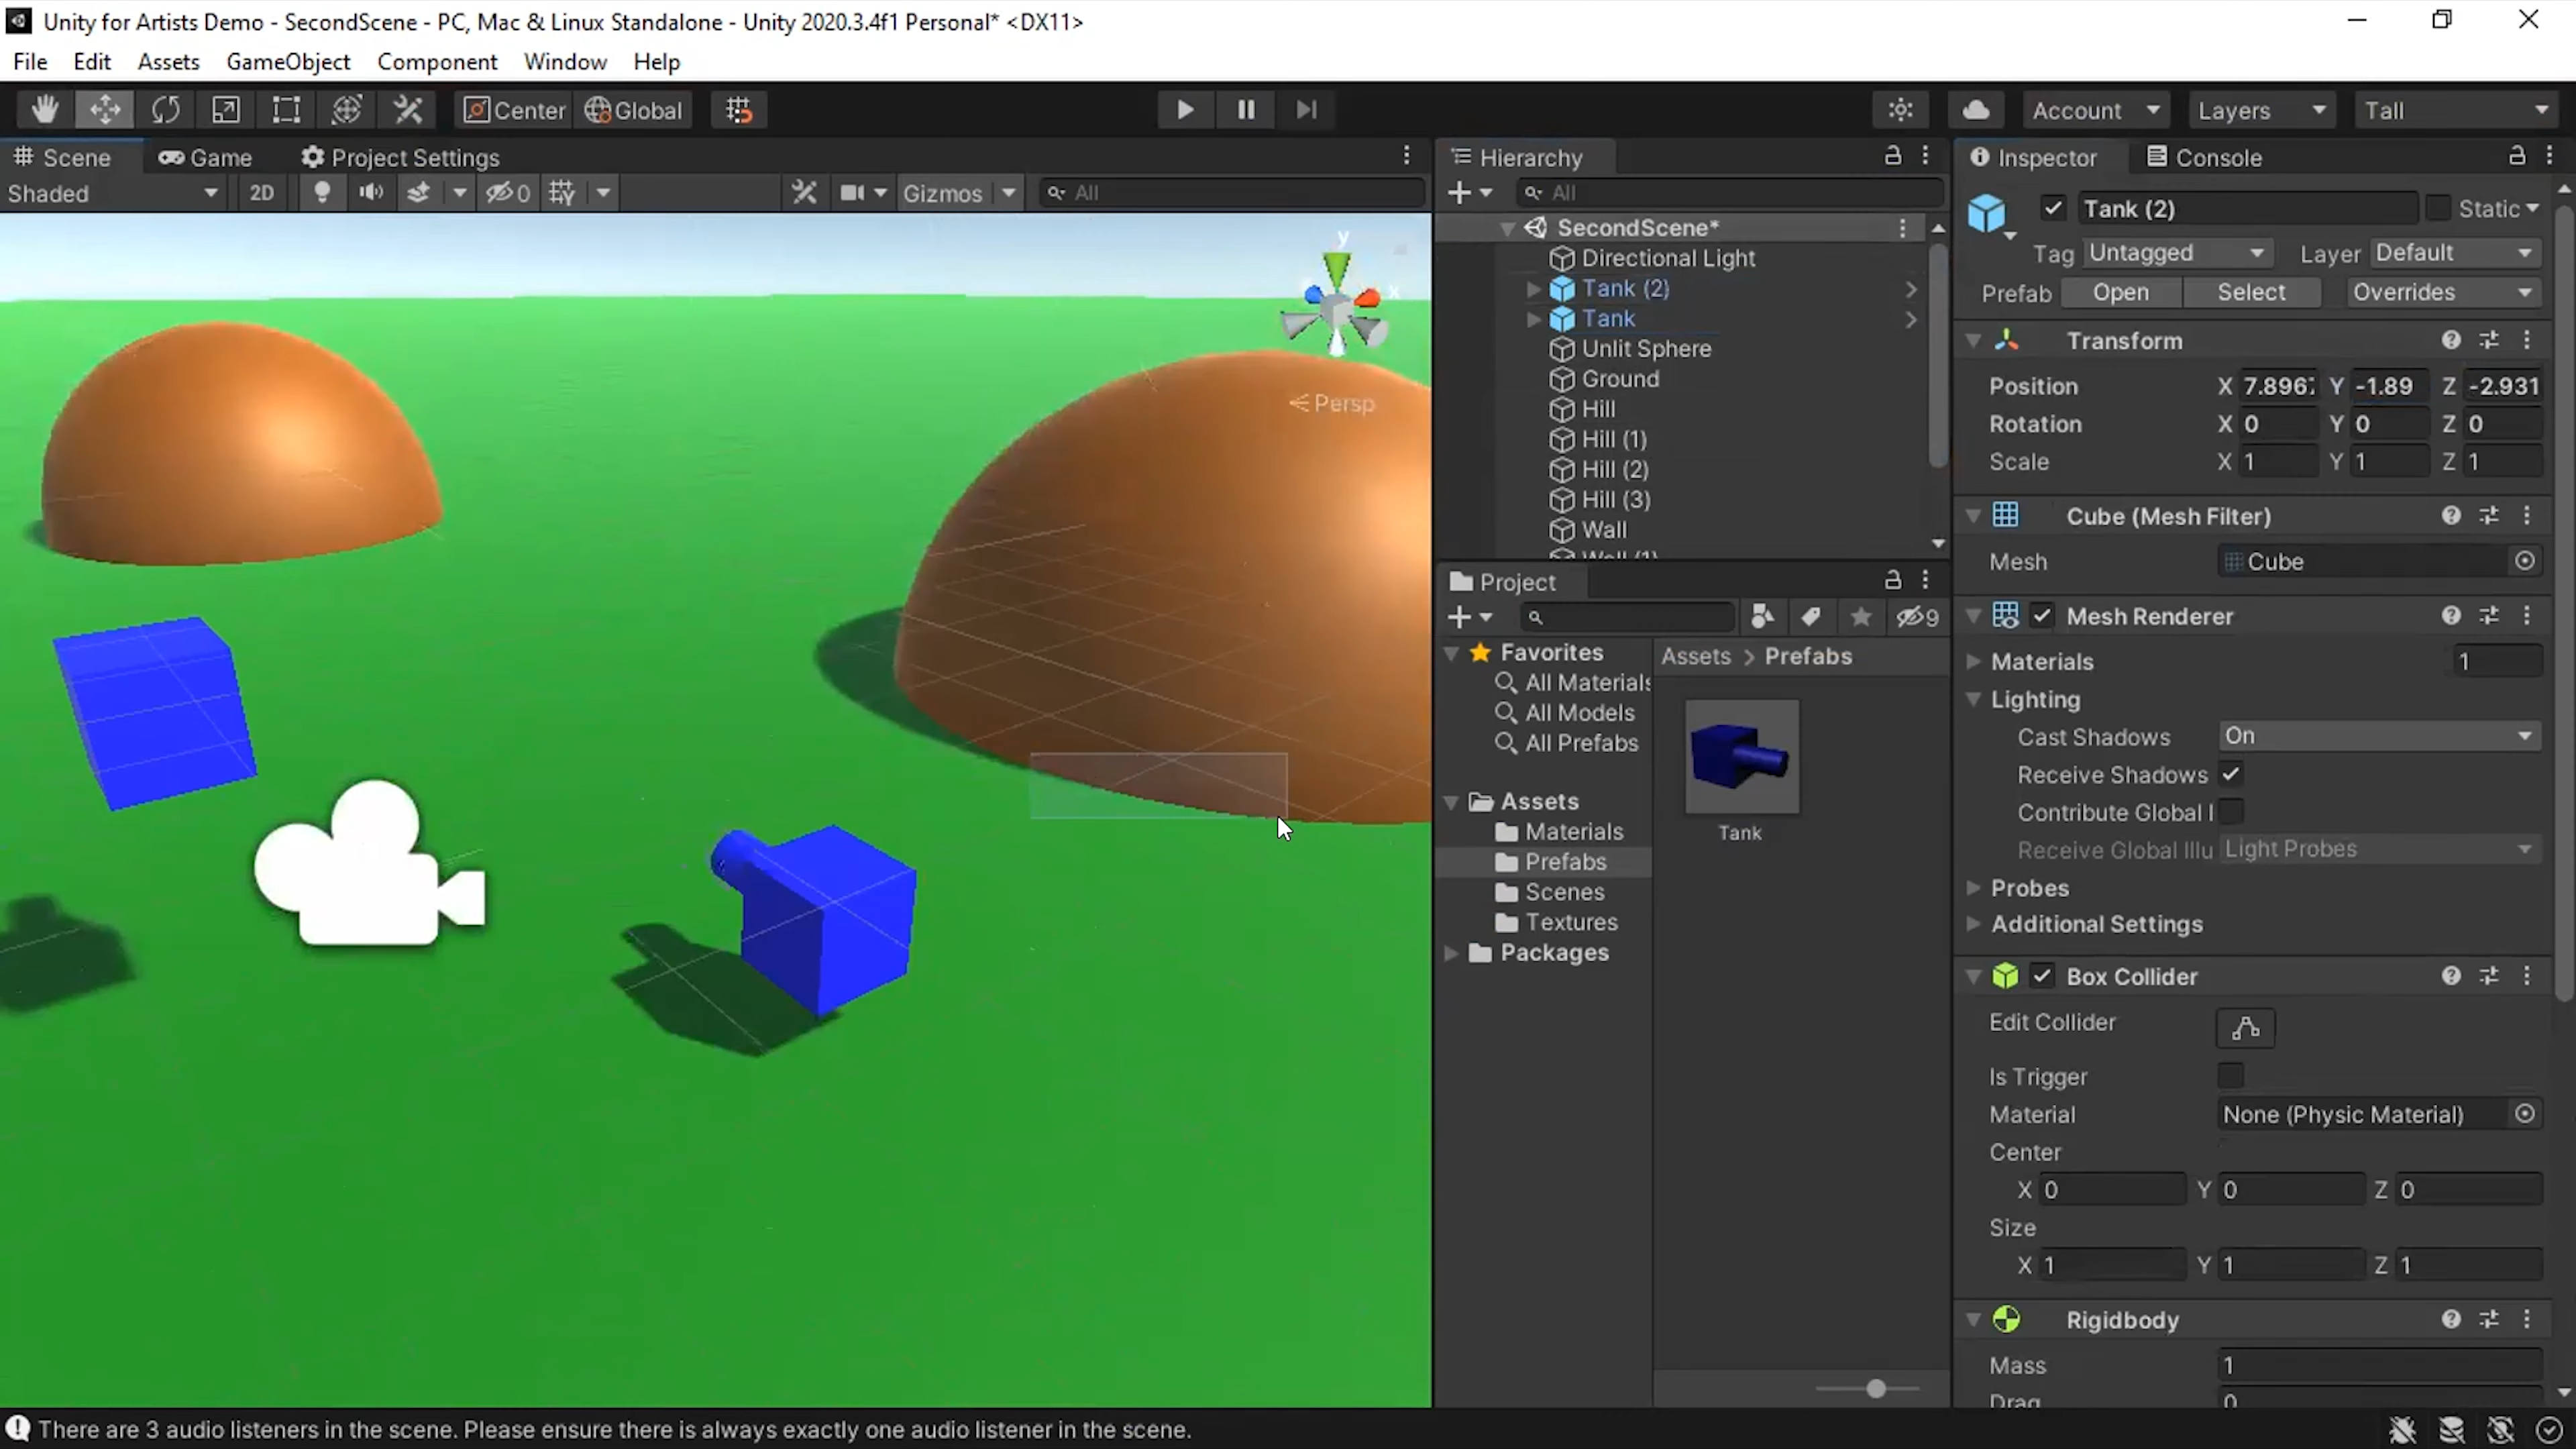 Unity for Artists Demo - SecondScene - PC, Mac & Linux Standalone - Unity 2020.3.4f1 Personal* <DX11>
File Edit Assets GameObject Component Window Help
Center Global Account Layers Tall
Scene Game Project Settings
Shaded 2D 0 Gizmos All
y
x
Persp
Hierarchy
All
SecondScene*
Directional Light
Tank (2)
Tank
Unlit Sphere
Ground
Hill
Hill (1)
Hill (2)
Hill (3)
Wall
Wall (1)
Project
9
Favorites
All Materials
All Models
All Prefabs
Assets
Materials
Prefabs
Scenes
Textures
Packages
Assets > Prefabs
Tank
Inspector Console
Tank (2) Static
Tag Untagged Layer Default
Prefab Open Select Overrides
Transform
Position X 7.8967 Y -1.89 Z -2.931
Rotation X 0 Y 0 Z 0
Scale X 1 Y 1 Z 1
Cube (Mesh Filter)
Mesh Cube
Mesh Renderer
Materials 1
Lighting
Cast Shadows On
Receive Shadows
Contribute Global I
Receive Global Illu Light Probes
Probes
Additional Settings
Box Collider
Edit Collider
Is Trigger
Material None (Physic Material)
Center
X 0 Y 0 Z 0
Size
X 1 Y 1 Z 1
Rigidbody
Mass 1
Drag 0
There are 3 audio listeners in the scene. Please ensure there is always exactly one audio listener in the scene.